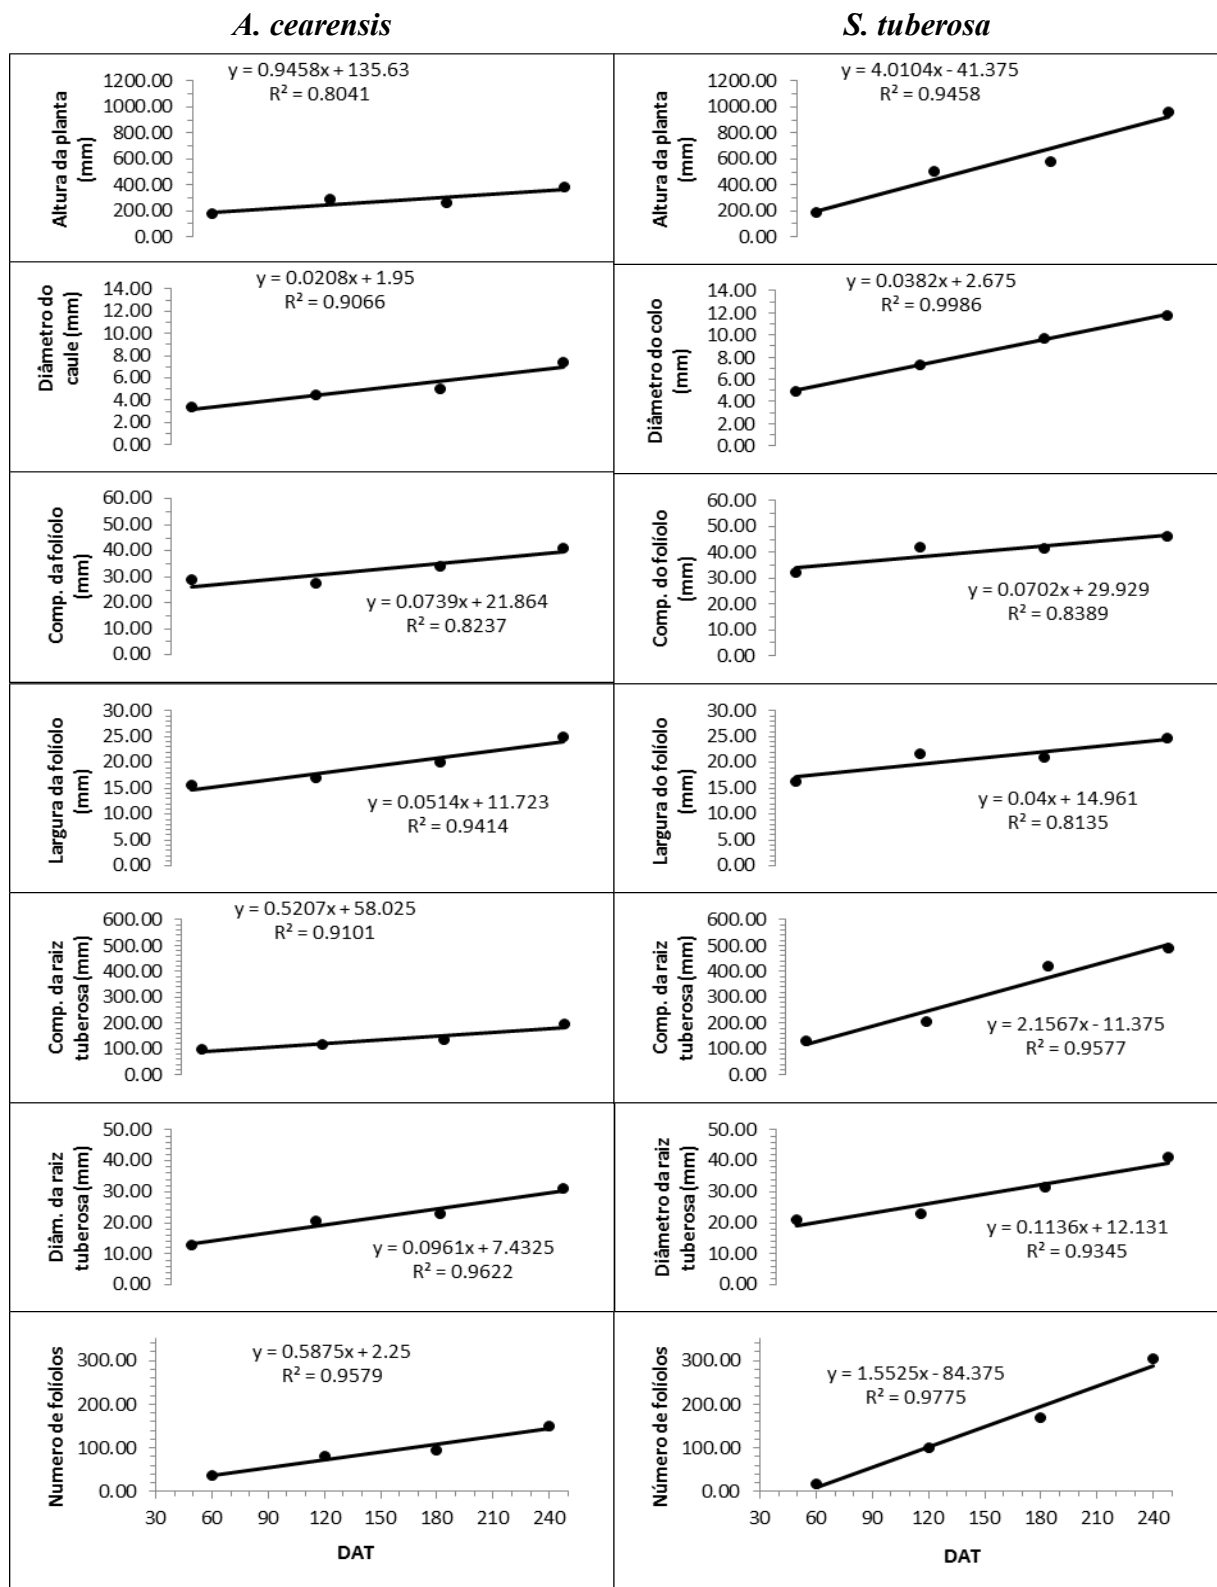 A. cearensis
S. tuberosa
y = 0.9458x + 135.63
R² = 0.8041
Altura da planta
(mm)
1200.00
1000.00
800.00
600.00
400.00
200.00
0.00
y = 4.0104x - 41.375
R² = 0.9458
Altura da planta
(mm)
1200.00
1000.00
800.00
600.00
400.00
200.00
0.00
y = 0.0208x + 1.95
R² = 0.9066
Diâmetro do
caule (mm)
14.00
12.00
10.00
8.00
6.00
4.00
2.00
0.00
y = 0.0382x + 2.675
R² = 0.9986
Diâmetro do colo
(mm)
14.00
12.00
10.00
8.00
6.00
4.00
2.00
0.00
Comp. da folíolo
(mm)
60.00
50.00
40.00
30.00
20.00
10.00
0.00
y = 0.0739x + 21.864
R² = 0.8237
Comp. do folíolo
(mm)
60.00
50.00
40.00
30.00
20.00
10.00
0.00
y = 0.0702x + 29.929
R² = 0.8389
Largura da folíolo
(mm)
30.00
25.00
20.00
15.00
10.00
5.00
0.00
y = 0.0514x + 11.723
R² = 0.9414
Largura do folíolo
(mm)
30.00
25.00
20.00
15.00
10.00
5.00
0.00
y = 0.04x + 14.961
R² = 0.8135
y = 0.5207x + 58.025
R² = 0.9101
Comp. da raiz
tuberosa (mm)
600.00
500.00
400.00
300.00
200.00
100.00
0.00
Comp. da raiz
tuberosa (mm)
600.00
500.00
400.00
300.00
200.00
100.00
0.00
y = 2.1567x - 11.375
R² = 0.9577
Diâm. da raiz
tuberosa (mm)
50.00
40.00
30.00
20.00
10.00
0.00
y = 0.0961x + 7.4325
R² = 0.9622
Diâmetro da raiz
tuberosa (mm)
50.00
40.00
30.00
20.00
10.00
0.00
y = 0.1136x + 12.131
R² = 0.9345
Numero de folíolos
300.00
200.00
100.00
0.00
y = 0.5875x + 2.25
R² = 0.9579
30 60 90 120 150 180 210 240
DAT
Número de folíolos
300.00
200.00
100.00
0.00
y = 1.5525x - 84.375
R² = 0.9775
30 60 90 120 150 180 210 240
DAT